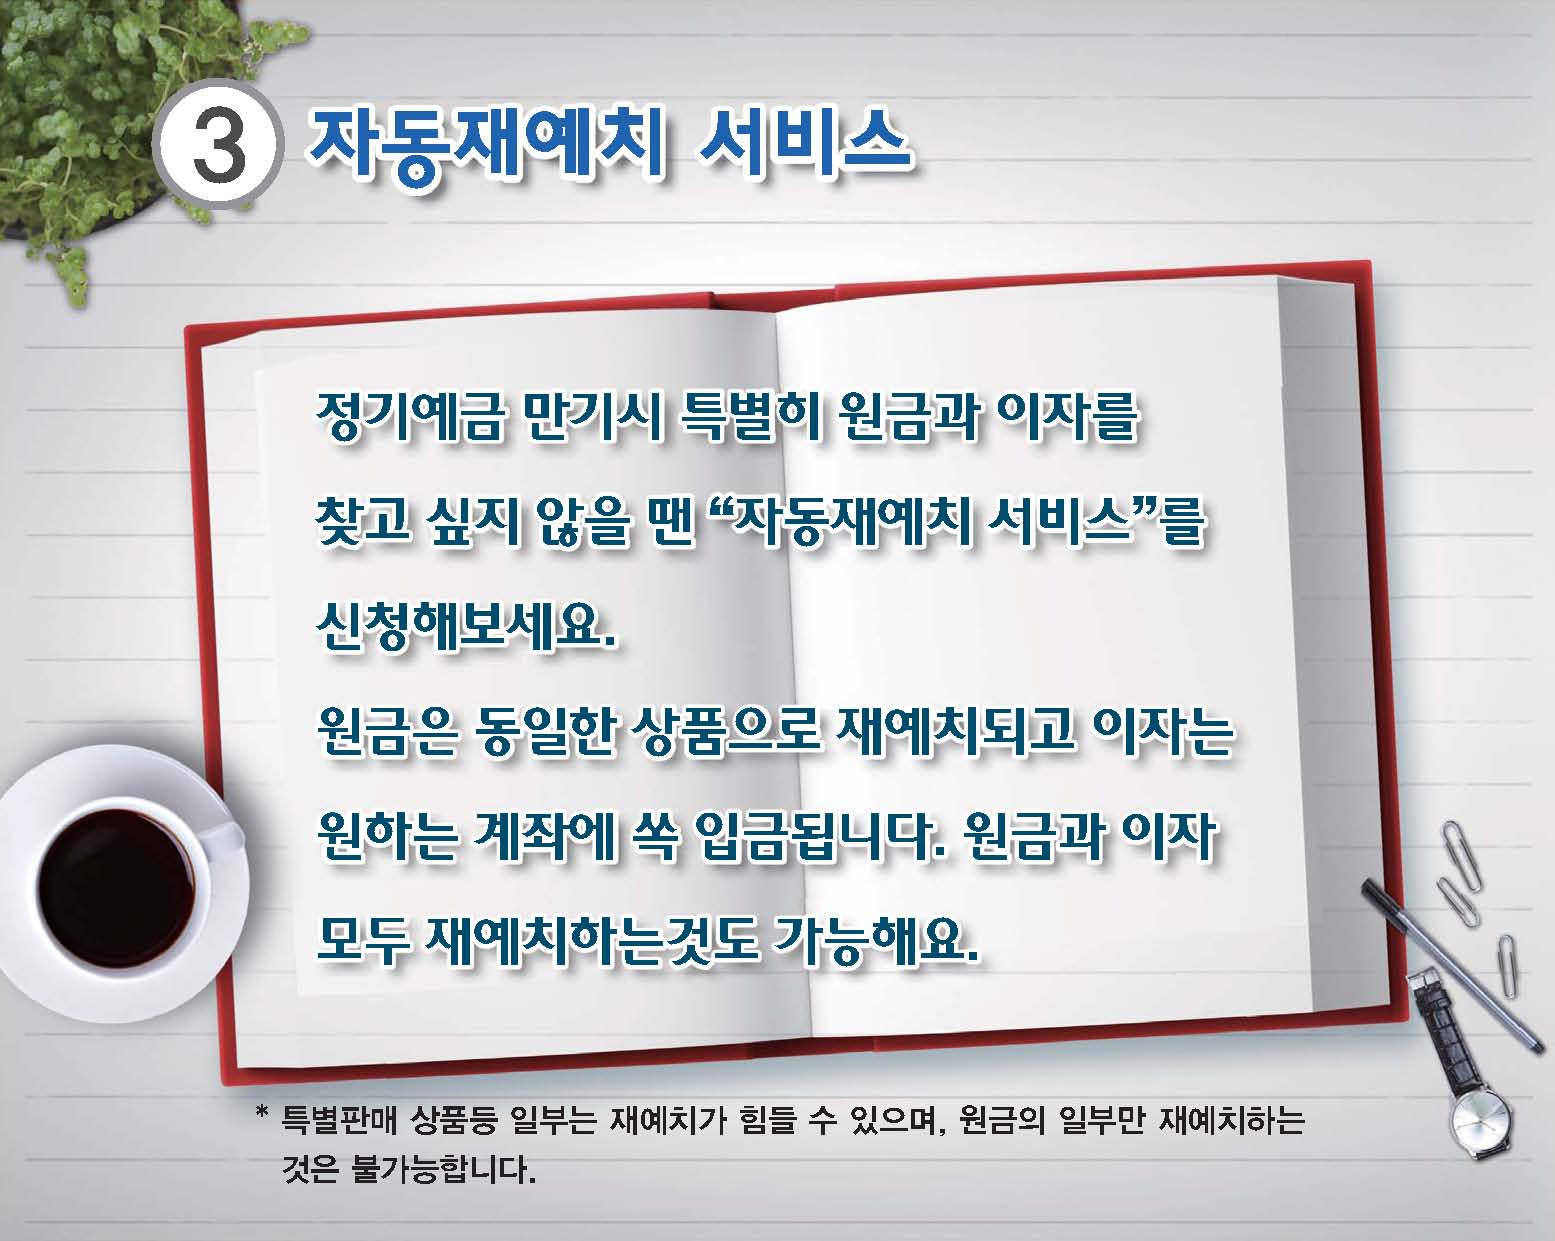 3 자동재예치 서비스
정기예금 만기시 특별히 원금과 이자를
찾고 싶지 않을 땐 “자동재예치 서비스”를
신청해보세요.
원금은 동일한 상품으로 재예치되고 이자는
원하는 계좌에 쏙 입금됩니다. 원금과 이자
모두 재예치하는것도 가능해요.
* 특별판매 상품등 일부는 재예치가 힘들 수 있으며, 원금의 일부만 재예치하는
것은 불가능합니다.